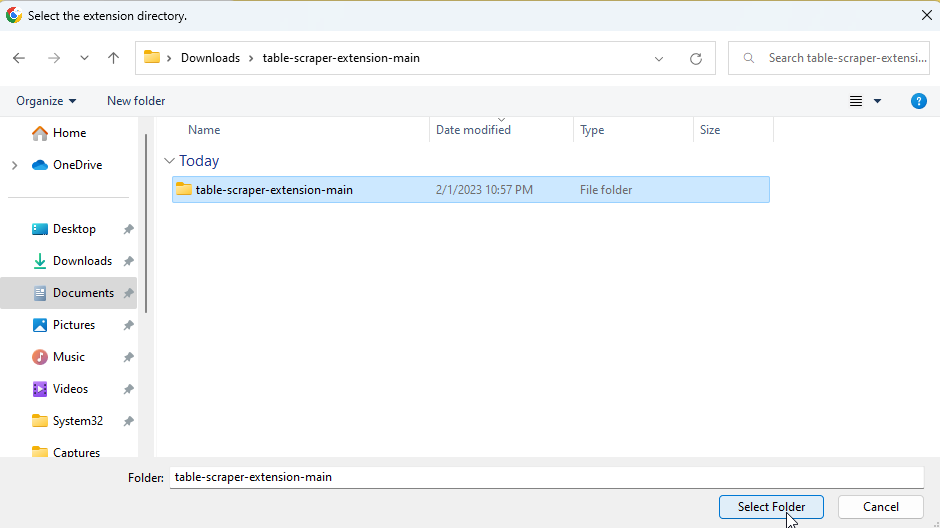 Select the extension directory.
Downloads table-scraper-extension-main
Search table-scraper-extensi...
Organize New folder
Home
OneDrive
Desktop
Downloads
Documents
Pictures
Music
Videos
System32
Captures
Name Date modified Type Size
Today
table-scraper-extension-main 2/1/2023 10:57 PM File folder
Folder: table-scraper-extension-main
Select Folder Cancel